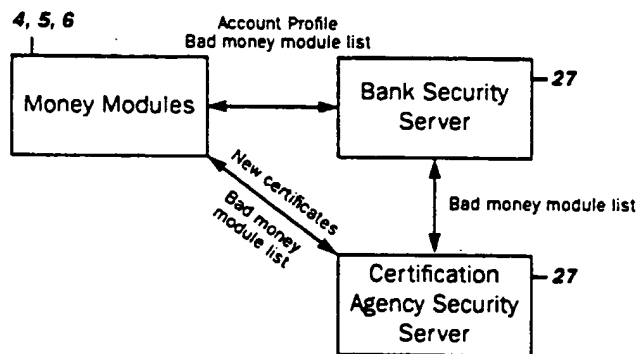 4, 5, 6
Account Profile
Bad money module list
Money Modules
Bank Security
Server
27
New certificates
Bad money
module list
Bad money module list
Certification
Agency Security
Server
27